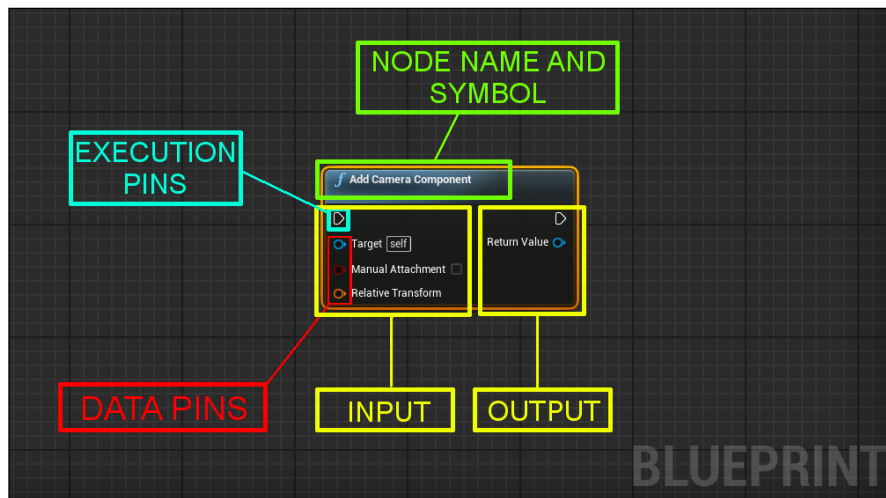 NODE NAME AND
SYMBOL
EXECUTION
PINS
f Add Camera Component
Target self
Return Value
Manual Attachment
Relative Transform
DATA PINS
INPUT
OUTPUT
BLUEPRINT